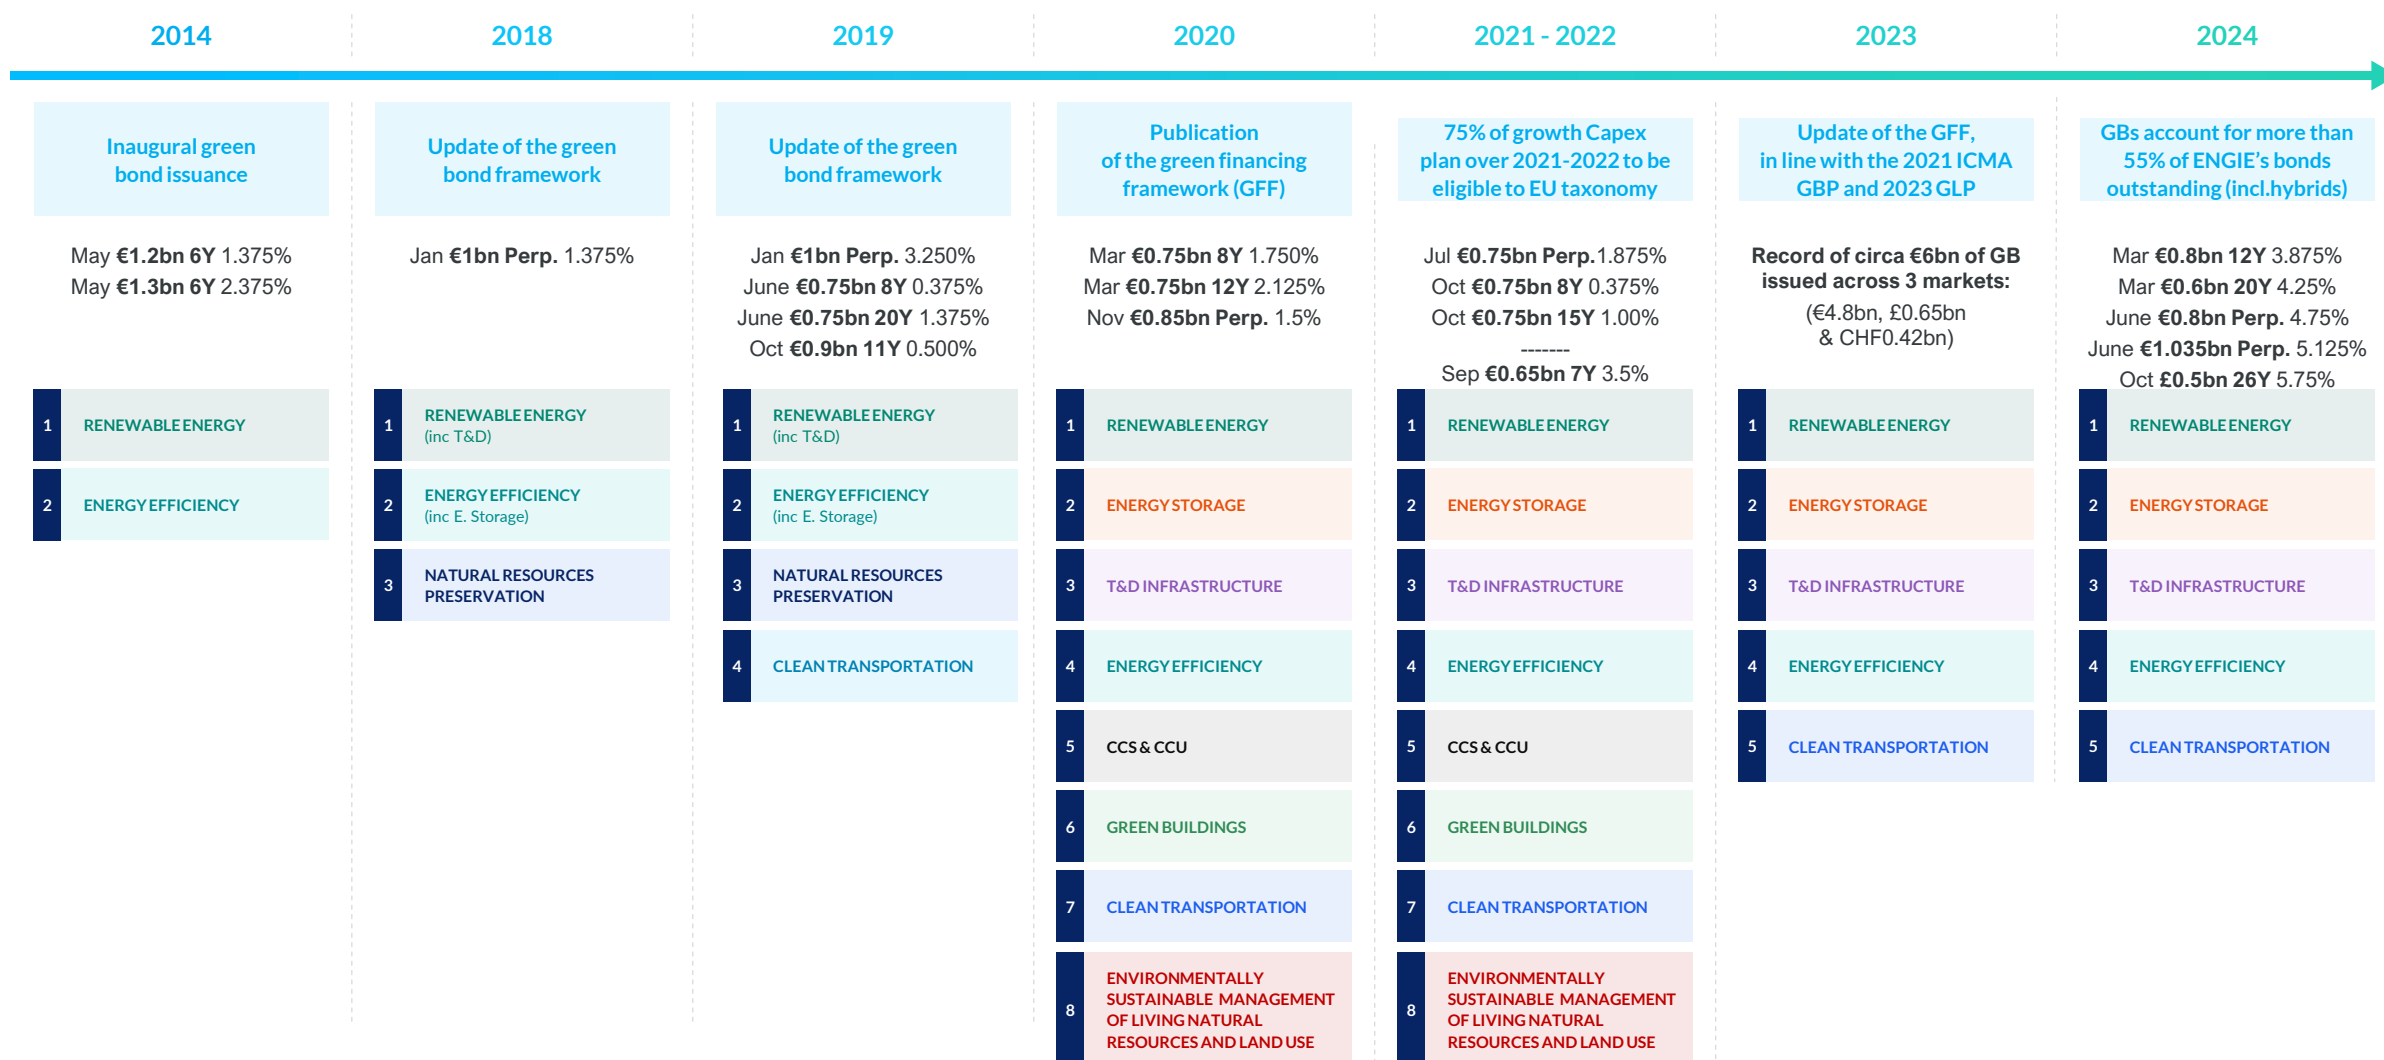 2014
2018
2019
2020
2021 - 2022
2023
2024
Inaugural green
bond issuance
May €1.2bn 6Y 1.375%
May €1.3bn 6Y 2.375%
1
RENEWABLE ENERGY
2
ENERGY EFFICIENCY
Update of the green
bond framework
Jan €1bn Perp. 1.375%
1
RENEWABLE ENERGY
(inc T&D)
2
ENERGY EFFICIENCY
(inc E. Storage)
3
NATURAL RESOURCES
PRESERVATION
Update of the green
bond framework
Jan €1bn Perp. 3.250%
June €0.75bn 8Y 0.375%
June €0.75bn 20Y 1.375%
Oct €0.9bn 11Y 0.500%
1
RENEWABLE ENERGY
(inc T&D)
2
ENERGY EFFICIENCY
(inc E. Storage)
3
NATURAL RESOURCES
PRESERVATION
4
CLEAN TRANSPORTATION
Publication
of the green financing
framework (GFF)
Mar €0.75bn 8Y 1.750%
Mar €0.75bn 12Y 2.125%
Nov €0.85bn Perp. 1.5%
1
RENEWABLE ENERGY
2
ENERGY STORAGE
3
T&D INFRASTRUCTURE
4
ENERGY EFFICIENCY
5
CCS & CCU
6
GREEN BUILDINGS
7
CLEAN TRANSPORTATION
8
ENVIRONMENTALLY
SUSTAINABLE MANAGEMENT
OF LIVING NATURAL
RESOURCES AND LAND USE
75% of growth Capex
plan over 2021-2022 to be
eligible to EU taxonomy
Jul €0.75bn Perp.1.875%
Oct €0.75bn 8Y 0.375%
Oct €0.75bn 15Y 1.00%
-------
Sep €0.65bn 7Y 3.5%
1
RENEWABLE ENERGY
2
ENERGY STORAGE
3
T&D INFRASTRUCTURE
4
ENERGY EFFICIENCY
5
CCS & CCU
6
GREEN BUILDINGS
7
CLEAN TRANSPORTATION
8
ENVIRONMENTALLY
SUSTAINABLE MANAGEMENT
OF LIVING NATURAL
RESOURCES AND LAND USE
Update of the GFF,
in line with the 2021 ICMA
GBP and 2023 GLP
Record of circa €6bn of GB
issued across 3 markets:
(€4.8bn, £0.65bn
& CHF0.42bn)
1
RENEWABLE ENERGY
2
ENERGY STORAGE
3
T&D INFRASTRUCTURE
4
ENERGY EFFICIENCY
5
CLEAN TRANSPORTATION
GBs account for more than
55% of ENGIE’s bonds
outstanding (incl.hybrids)
Mar €0.8bn 12Y 3.875%
Mar €0.6bn 20Y 4.25%
June €0.8bn Perp. 4.75%
June €1.035bn Perp. 5.125%
Oct £0.5bn 26Y 5.75%
1
RENEWABLE ENERGY
2
ENERGY STORAGE
3
T&D INFRASTRUCTURE
4
ENERGY EFFICIENCY
5
CLEAN TRANSPORTATION